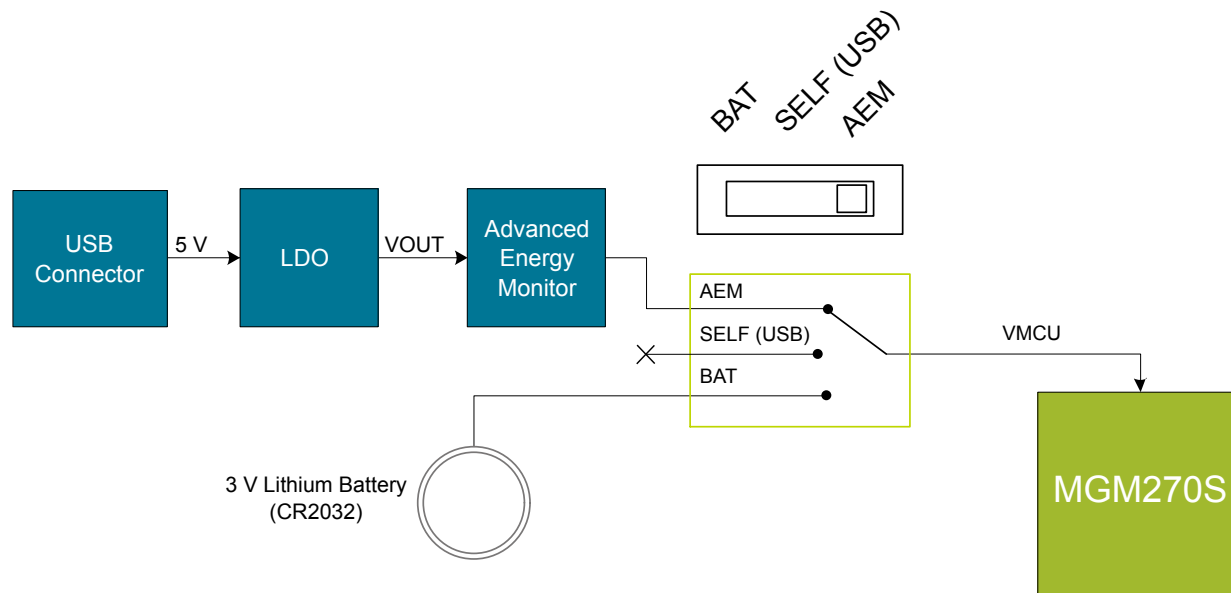 BAT
SELF (USB)
AEM
USB
Connector
5 V
LDO
VOUT
Advanced
Energy
Monitor
AEM
SELF (USB)
BAT
VMCU
3 V Lithium Battery
(CR2032)
MGM270S